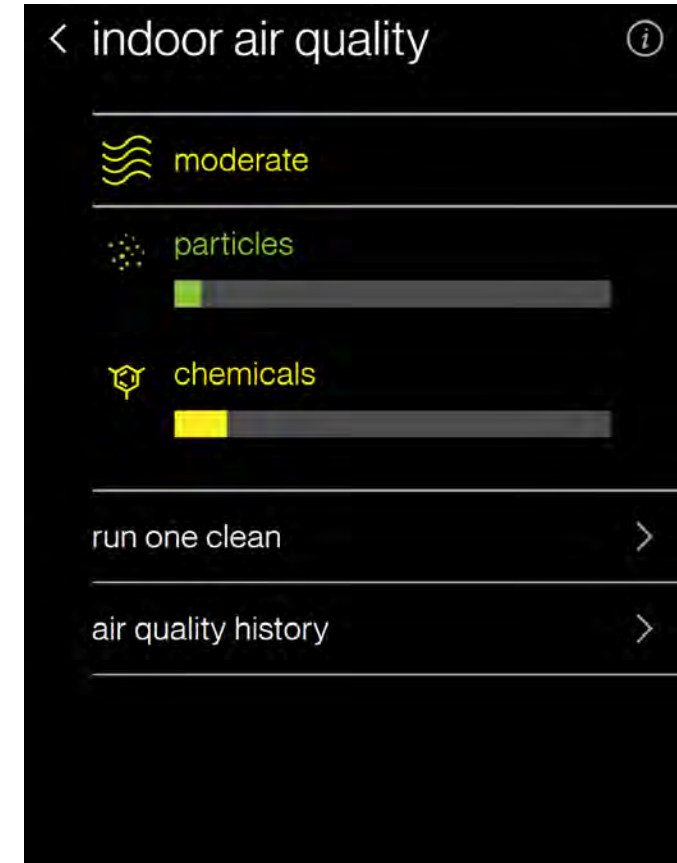 indoor air quality
moderate
particles
chemicals
run one clean
air quality history